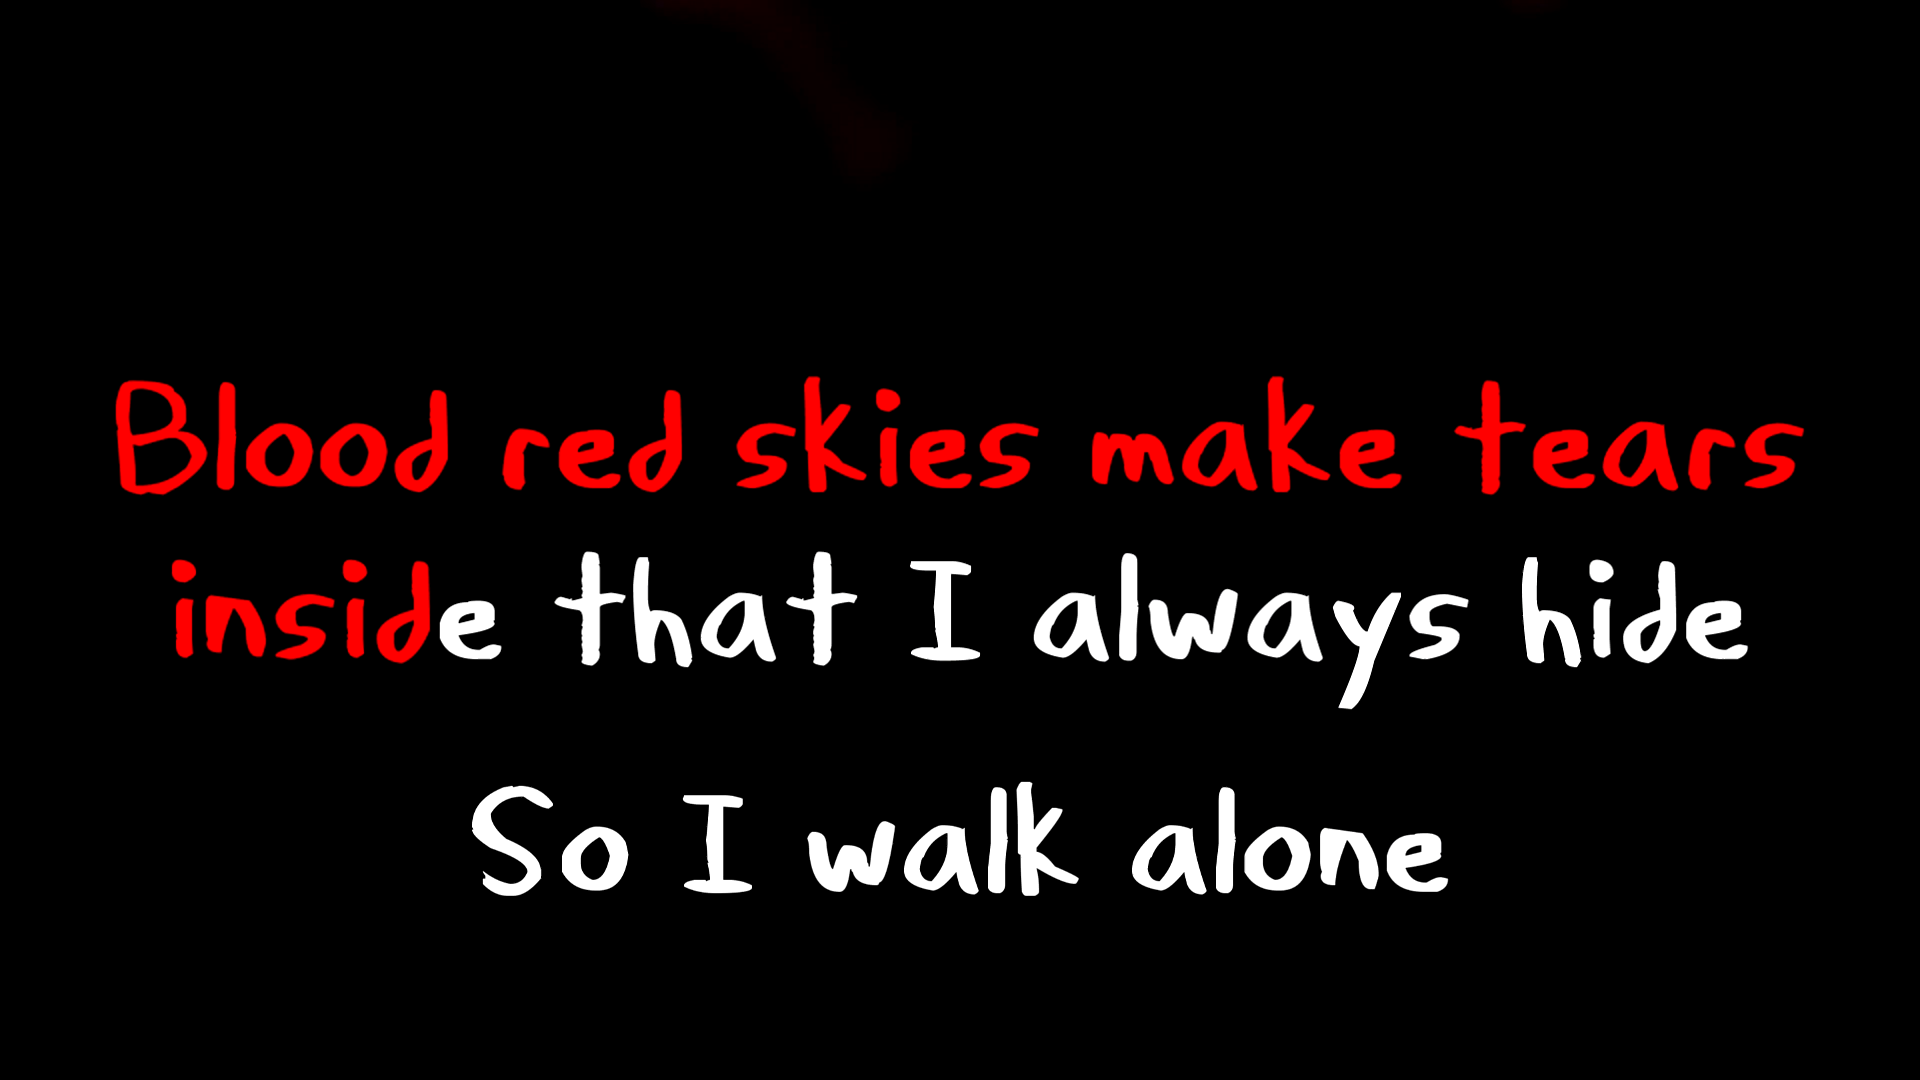 Blood red skies make tears
inside that I always hide
So I walk alone